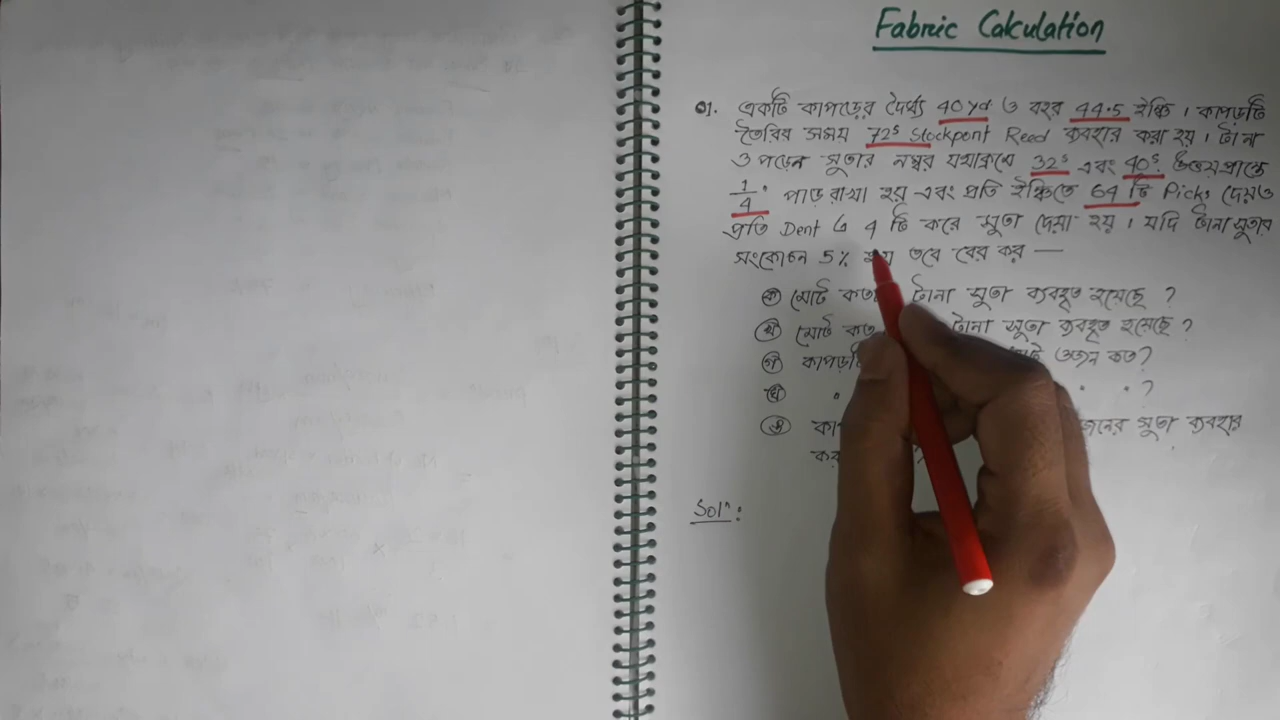 Fabric Calculation
01. একটি কাপড়ের দৈর্ঘ্য 40 yd ও বহর 44.5 ইঞ্চি । কাপড়টি
তৈরির সময় 72ˢ Stockport Reed ব্যবহার করা হয় । টানা
ও পড়েন সুতার নম্বর যথাক্রমে 32ˢ এবং 40ˢ উভয়প্রান্তে
1/4" পাড় রাখা হয় এবং প্রতি ইঞ্চিতে 64 টি Picks দেয়ও
প্রতি Dent এ 4 টি করে সুতা দেয়া হয় । যদি টানা সুতার
সংকোচন 5% হয় তবে বের কর —
ক মোট কত টানা সুতা ব্যবহৃত হয়েছে ?
খ মোট কত টানা সুতা ব্যবহৃত হয়েছে ?
গ কাপড়টি ওজন কত?
ঘ " " " ?
ঙ সুতা ব্যবহার
Solⁿ: